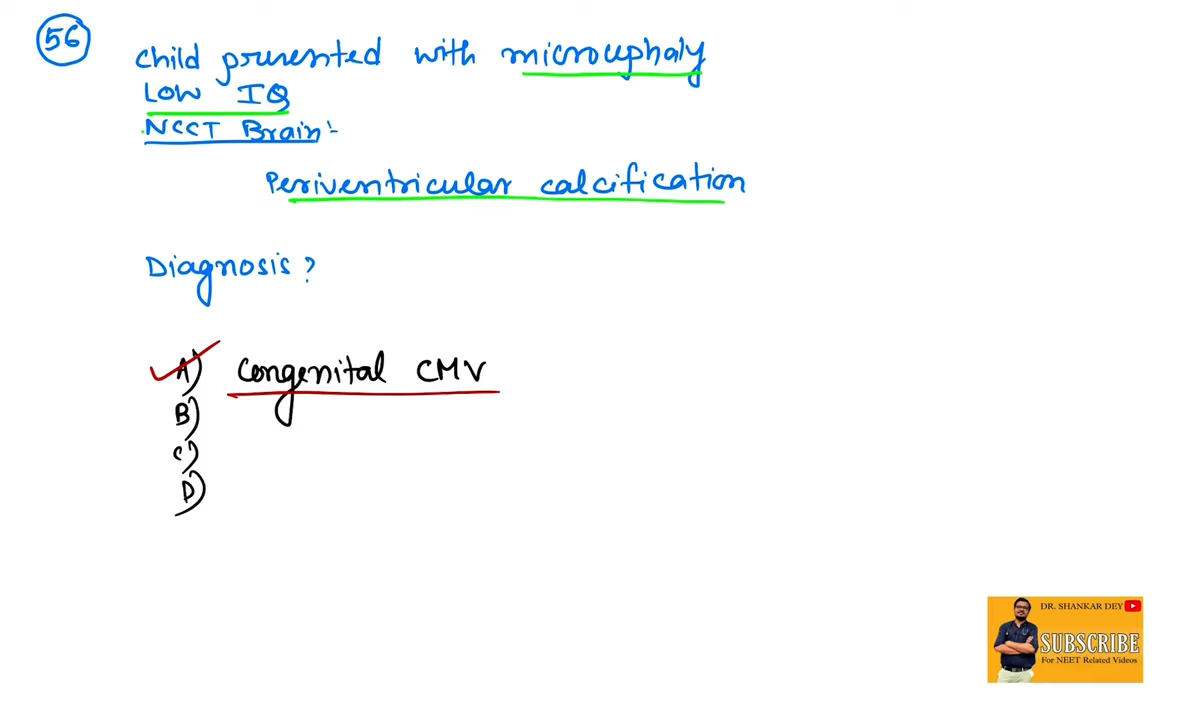 56
Child presented with microcephaly
Low IQ
NCCT Brain:-
Periventricular calcification
Diagnosis?
A) Congenital CMV
B)
C)
D)
DR. SHANKAR DEY
SUBSCRIBE
For NEET Related Videos